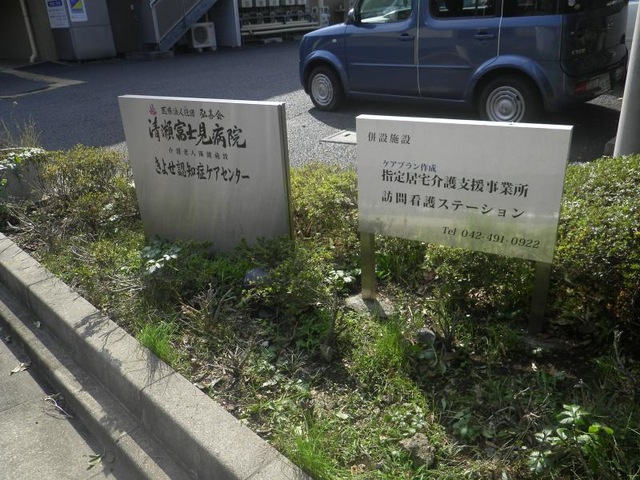 医療法人社団 弘善会
清瀬富士見病院
介護老人保健施設
きよせ認知症ケアセンター
併設施設
ケアプラン作成
指定居宅介護支援事業所
訪問看護ステーション
Tel 042-491-0922